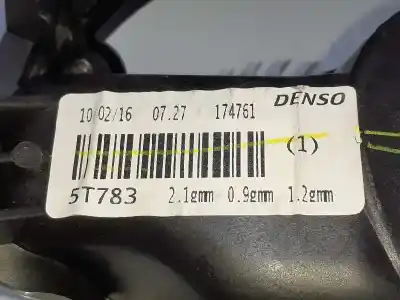 DENSO
10 02/16 07.27 174761
(1)
5T783 2.1gmm 0.9gmm 1.2gmm